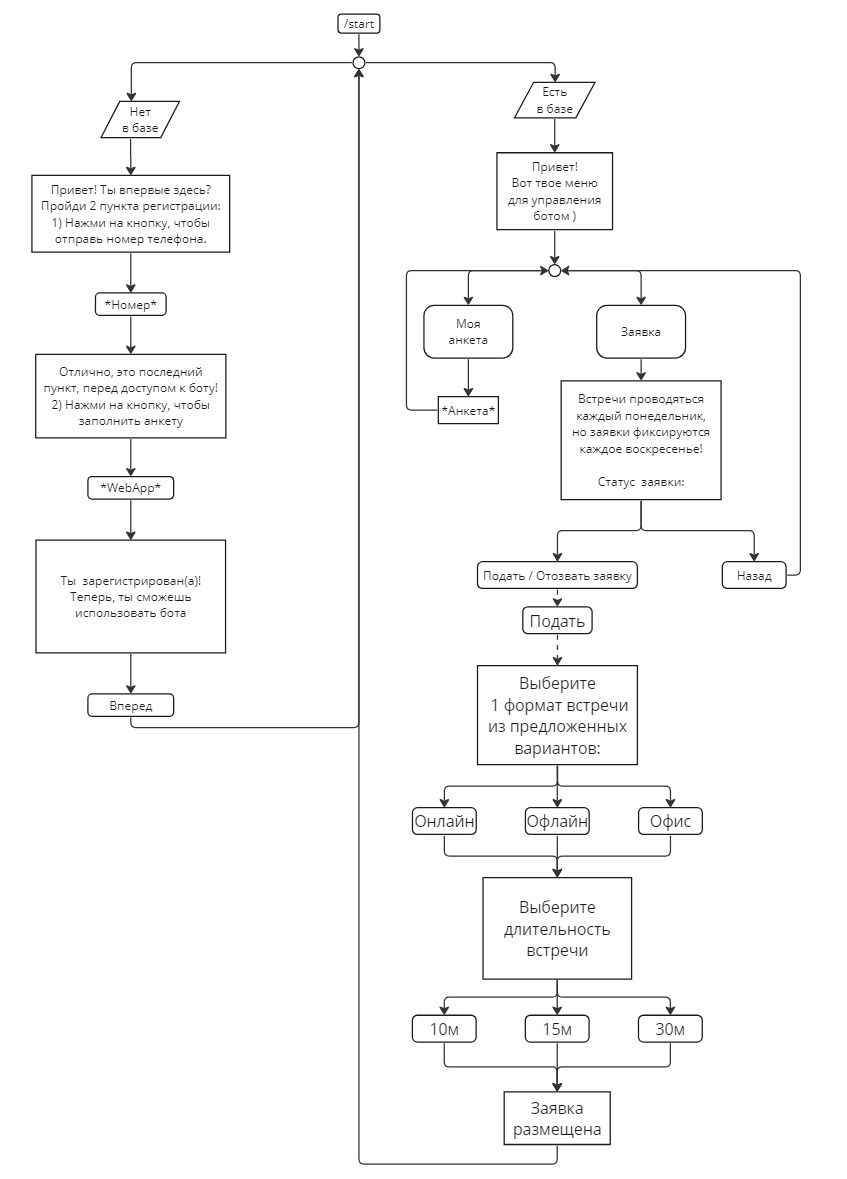 /start
Нет
в базе
Привет! Ты впервые здесь?
Пройди 2 пункта регистрации:
1) Нажми на кнопку, чтобы
отправь номер телефона.
*Номер*
Отлично, это последний
пункт, перед доступом к боту!
2) Нажми на кнопку, чтобы
заполнить анкету
*WebApp*
Ты зарегистрирован(а)!
Теперь, ты сможешь
использовать бота
Вперед
Есть
в базе
Привет!
Вот твое меню
для управления
ботом )
Моя
анкета
*Анкета*
Заявка
Встречи проводяться
каждый понедельник,
но заявки фиксируются
каждое воскресенье!
Статус заявки:
Подать / Отозвать заявку
Назад
Подать
Выберите
1 формат встречи
из предложенных
вариантов:
Онлайн
Офлайн
Офис
Выберите
длительность
встречи
10м
15м
30м
Заявка
размещена